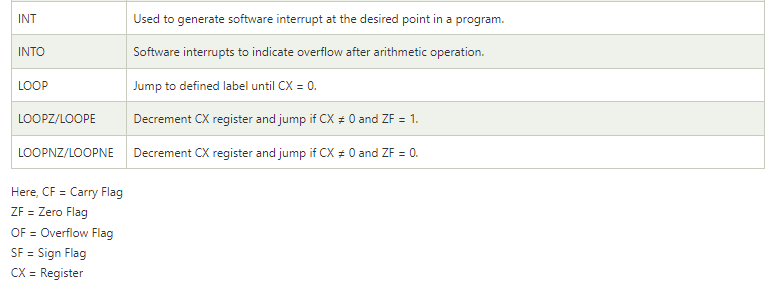 INT Used to generate software interrupt at the desired point in a program.
INTO Software interrupts to indicate overflow after arithmetic operation.
LOOP Jump to defined label until CX = 0.
LOOPZ/LOOPE Decrement CX register and jump if CX ≠ 0 and ZF = 1.
LOOPNZ/LOOPNE Decrement CX register and jump if CX ≠ 0 and ZF = 0.
Here, CF = Carry Flag
ZF = Zero Flag
OF = Overflow Flag
SF = Sign Flag
CX = Register